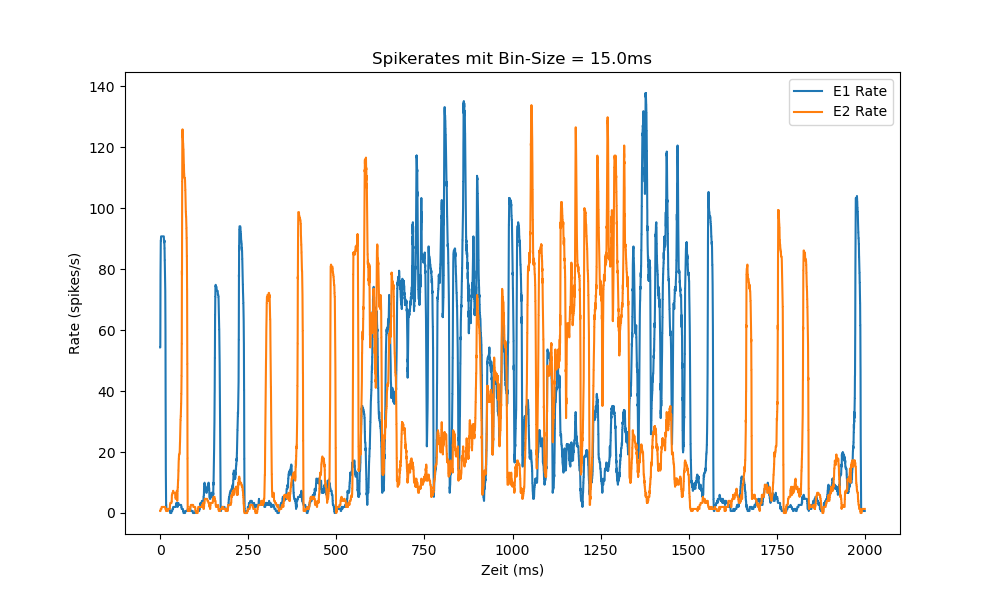 Spikerates mit Bin-Size = 15.0ms
E1 Rate
E2 Rate
Rate (spikes/s)
140
120
100
80
60
40
20
0
0 250 500 750 1000 1250 1500 1750 2000
Zeit (ms)